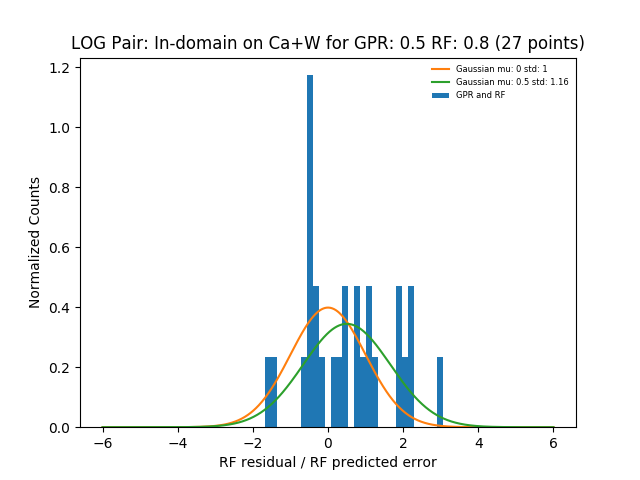 LOG Pair: In-domain on Ca+W for GPR: 0.5 RF: 0.8 (27 points)
Gaussian mu: 0 std: 1
Gaussian mu: 0.5 std: 1.16
GPR and RF
Normalized Counts
1.2
1.0
0.8
0.6
0.4
0.2
0.0
−6 −4 −2 0 2 4 6
RF residual / RF predicted error